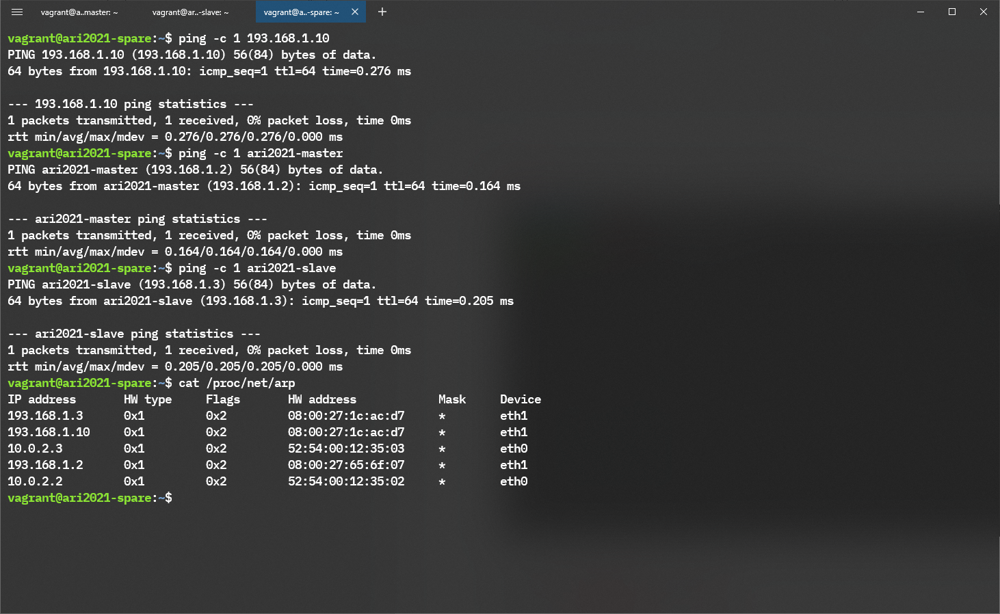 vagrant@a..master: ~ vagrant@ar..-slave: ~ vagrant@a..-spare: ~
vagrant@ari2021-spare:~$ ping -c 1 193.168.1.10
PING 193.168.1.10 (193.168.1.10) 56(84) bytes of data.
64 bytes from 193.168.1.10: icmp_seq=1 ttl=64 time=0.276 ms
--- 193.168.1.10 ping statistics ---
1 packets transmitted, 1 received, 0% packet loss, time 0ms
rtt min/avg/max/mdev = 0.276/0.276/0.276/0.000 ms
vagrant@ari2021-spare:~$ ping -c 1 ari2021-master
PING ari2021-master (193.168.1.2) 56(84) bytes of data.
64 bytes from ari2021-master (193.168.1.2): icmp_seq=1 ttl=64 time=0.164 ms
--- ari2021-master ping statistics ---
1 packets transmitted, 1 received, 0% packet loss, time 0ms
rtt min/avg/max/mdev = 0.164/0.164/0.164/0.000 ms
vagrant@ari2021-spare:~$ ping -c 1 ari2021-slave
PING ari2021-slave (193.168.1.3) 56(84) bytes of data.
64 bytes from ari2021-slave (193.168.1.3): icmp_seq=1 ttl=64 time=0.205 ms
--- ari2021-slave ping statistics ---
1 packets transmitted, 1 received, 0% packet loss, time 0ms
rtt min/avg/max/mdev = 0.205/0.205/0.205/0.000 ms
vagrant@ari2021-spare:~$ cat /proc/net/arp
IP address HW type Flags HW address Mask Device
193.168.1.3 0x1 0x2 08:00:27:1c:ac:d7 * eth1
193.168.1.10 0x1 0x2 08:00:27:1c:ac:d7 * eth1
10.0.2.3 0x1 0x2 52:54:00:12:35:03 * eth0
193.168.1.2 0x1 0x2 08:00:27:65:6f:07 * eth1
10.0.2.2 0x1 0x2 52:54:00:12:35:02 * eth0
vagrant@ari2021-spare:~$